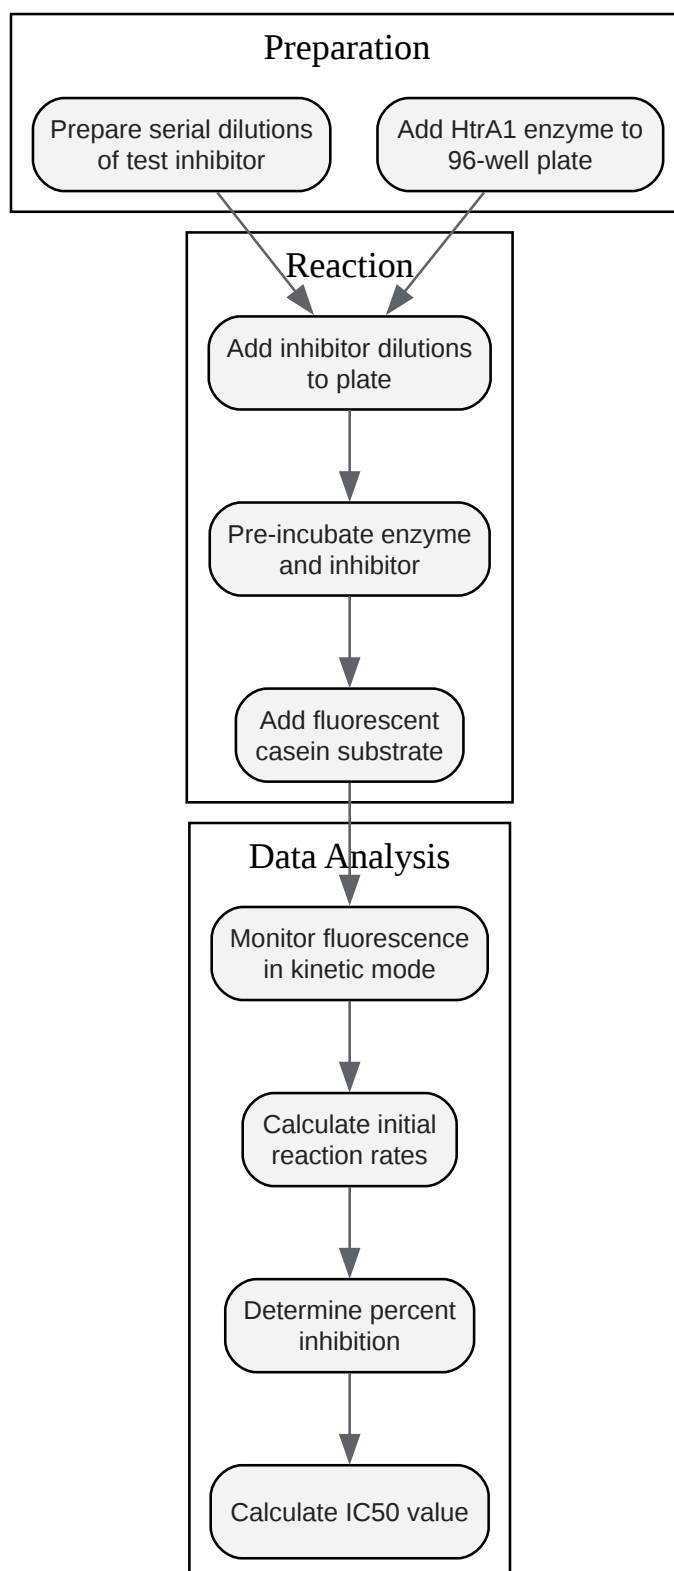 Preparation
Prepare serial dilutions
of test inhibitor
Add HtrA1 enzyme to
96-well plate
Reaction
Add inhibitor dilutions
to plate
Pre-incubate enzyme
and inhibitor
Add fluorescent
casein substrate
Data Analysis
Monitor fluorescence
in kinetic mode
Calculate initial
reaction rates
Determine percent
inhibition
Calculate IC50 value